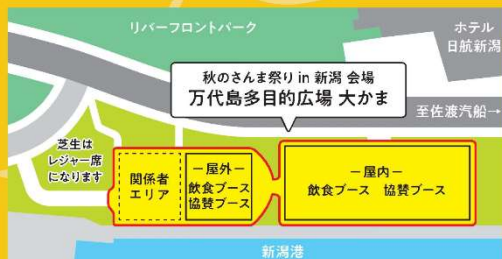 リバーフロントパーク
ホテル
日航新潟
秋のさんま祭り in 新潟 会場
万代島多目的広場 大かま
至佐渡汽船→
芝生は
レジャー席
になります
関係者
エリア
－屋外－
飲食ブース
協賛ブース
－屋内－
飲食ブース 協賛ブース
新潟港